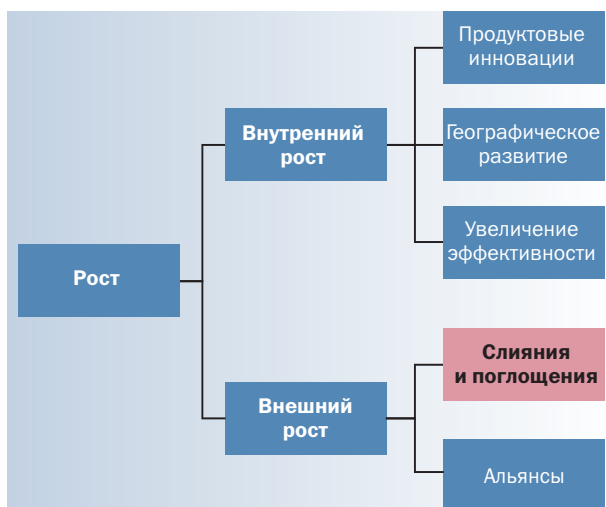 Продуктовые
инновации
Внутренний
рост
Географическое
развитие
Увеличение
эффективности
Рост
Слияния
и поглощения
Внешний
рост
Альянсы